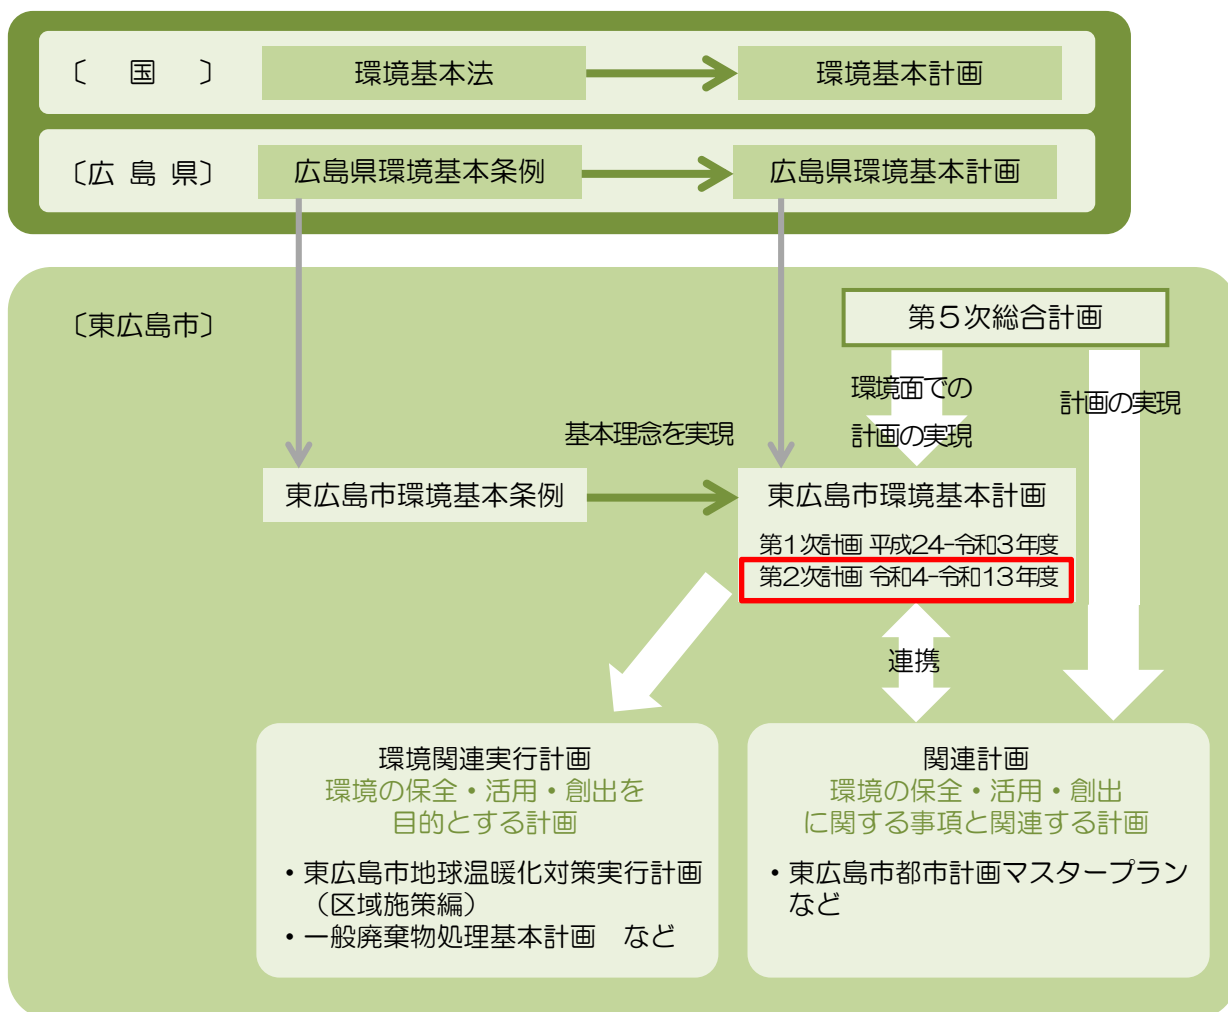 〔　国　〕
環境基本法
環境基本計画
〔広 島 県〕
広島県環境基本条例
広島県環境基本計画
〔東広島市〕
第５次総合計画
環境面での
計画の実現
計画の実現
基本理念を実現
東広島市環境基本条例
東広島市環境基本計画
第１次計画 平成24-令和３年度
第２次計画 令和4-令和１３年度
連携
環境関連実行計画
環境の保全・活用・創出を
目的とする計画
・東広島市地球温暖化対策実行計画
（区域施策編）
・一般廃棄物処理基本計画　など
関連計画
環境の保全・活用・創出
に関する事項と関連する計画
・東広島市都市計画マスタープラン
など